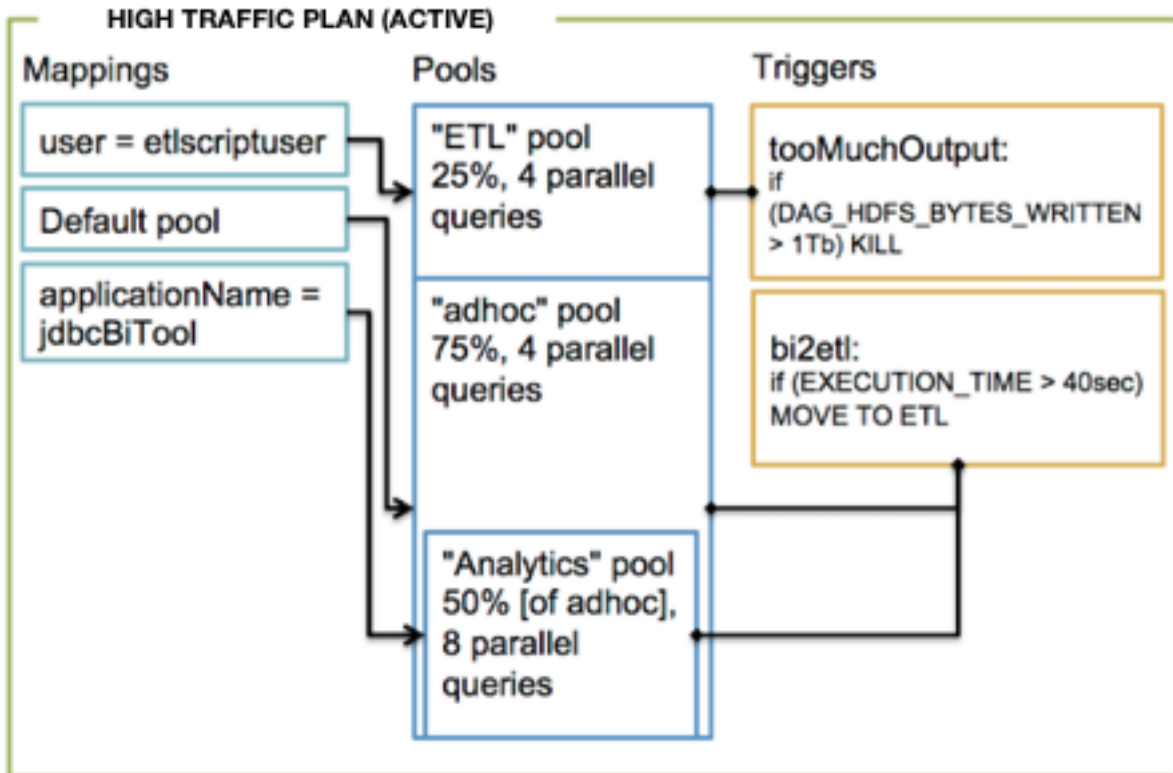 HIGH TRAFFIC PLAN (ACTIVE)
Mappings
user = etlscriptuser
Default pool
applicationName =
jdbcBiTool
Pools
"ETL" pool
25%, 4 parallel
queries
"adhoc" pool
75%, 4 parallel
queries
"Analytics" pool
50% [of adhoc],
8 parallel
queries
Triggers
tooMuchOutput:
if
(DAG_HDFS_BYTES_WRITTEN
> 1Tb) KILL
bi2etl:
if (EXECUTION_TIME > 40sec)
MOVE TO ETL